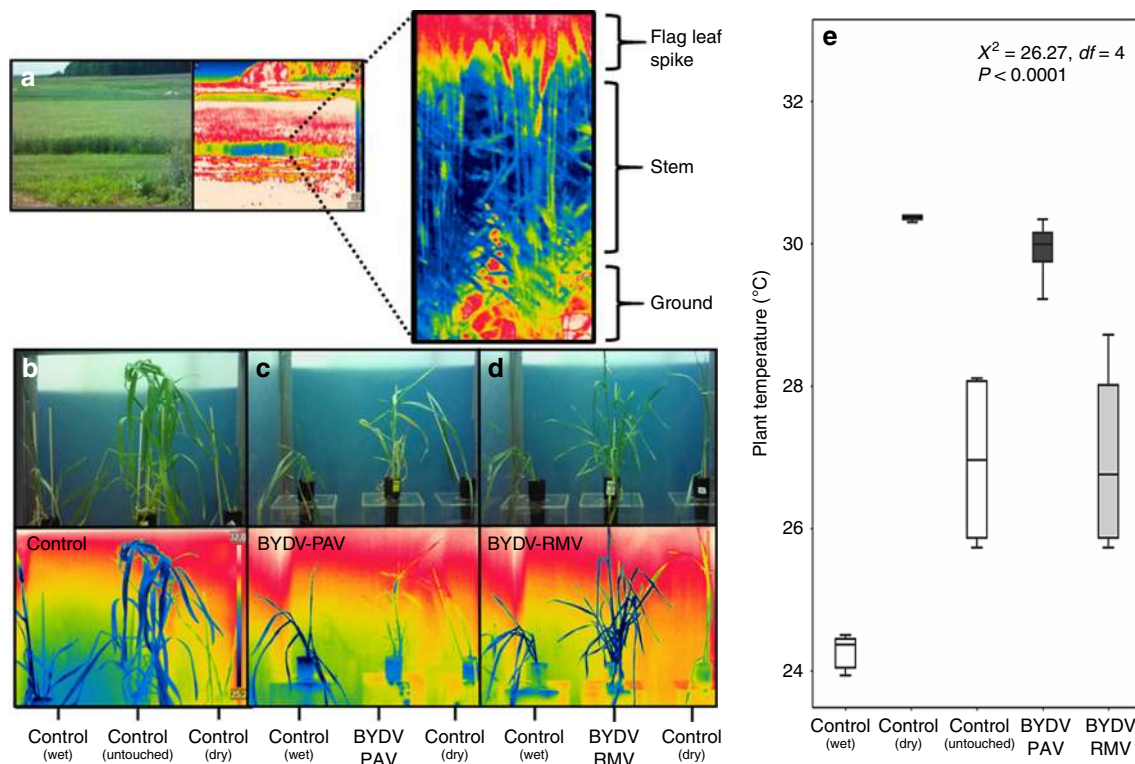 a
Flag leaf
spike
Stem
Ground
b
c
d
Control
BYDV-PAV
BYDV-RMV
Control
(wet)
Control
(untouched)
Control
(dry)
Control
(wet)
BYDV
PAV
Control
(dry)
Control
(wet)
BYDV
RMV
Control
(dry)
e
X² = 26.27, df = 4
P < 0.0001
Plant temperature (°C)
32
30
28
26
24
Control
(wet)
Control
(dry)
Control
(untouched)
BYDV
PAV
BYDV
RMV